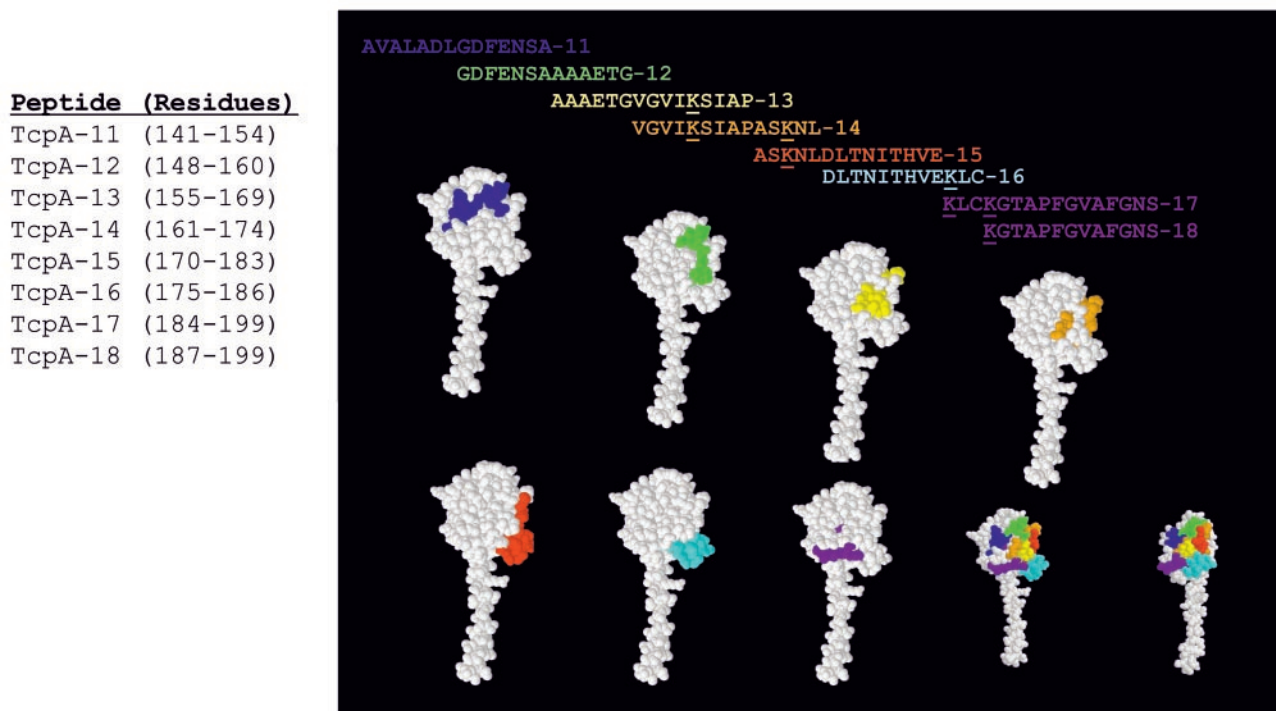 Peptide (Residues)
TcpA-11 (141-154)
TcpA-12 (148-160)
TcpA-13 (155-169)
TcpA-14 (161-174)
TcpA-15 (170-183)
TcpA-16 (175-186)
TcpA-17 (184-199)
TcpA-18 (187-199)
AVALADLGDFENSA-11
GDFENSAAAAETG-12
AAAETGVGVIKSIAP-13
VGVIKSIAPASKNL-14
ASKNLDLTNITHVE-15
DLTNITHVEKLC-16
KLCKGTAPFGVAFGNS-17
KGTAPFGVAFGNS-18